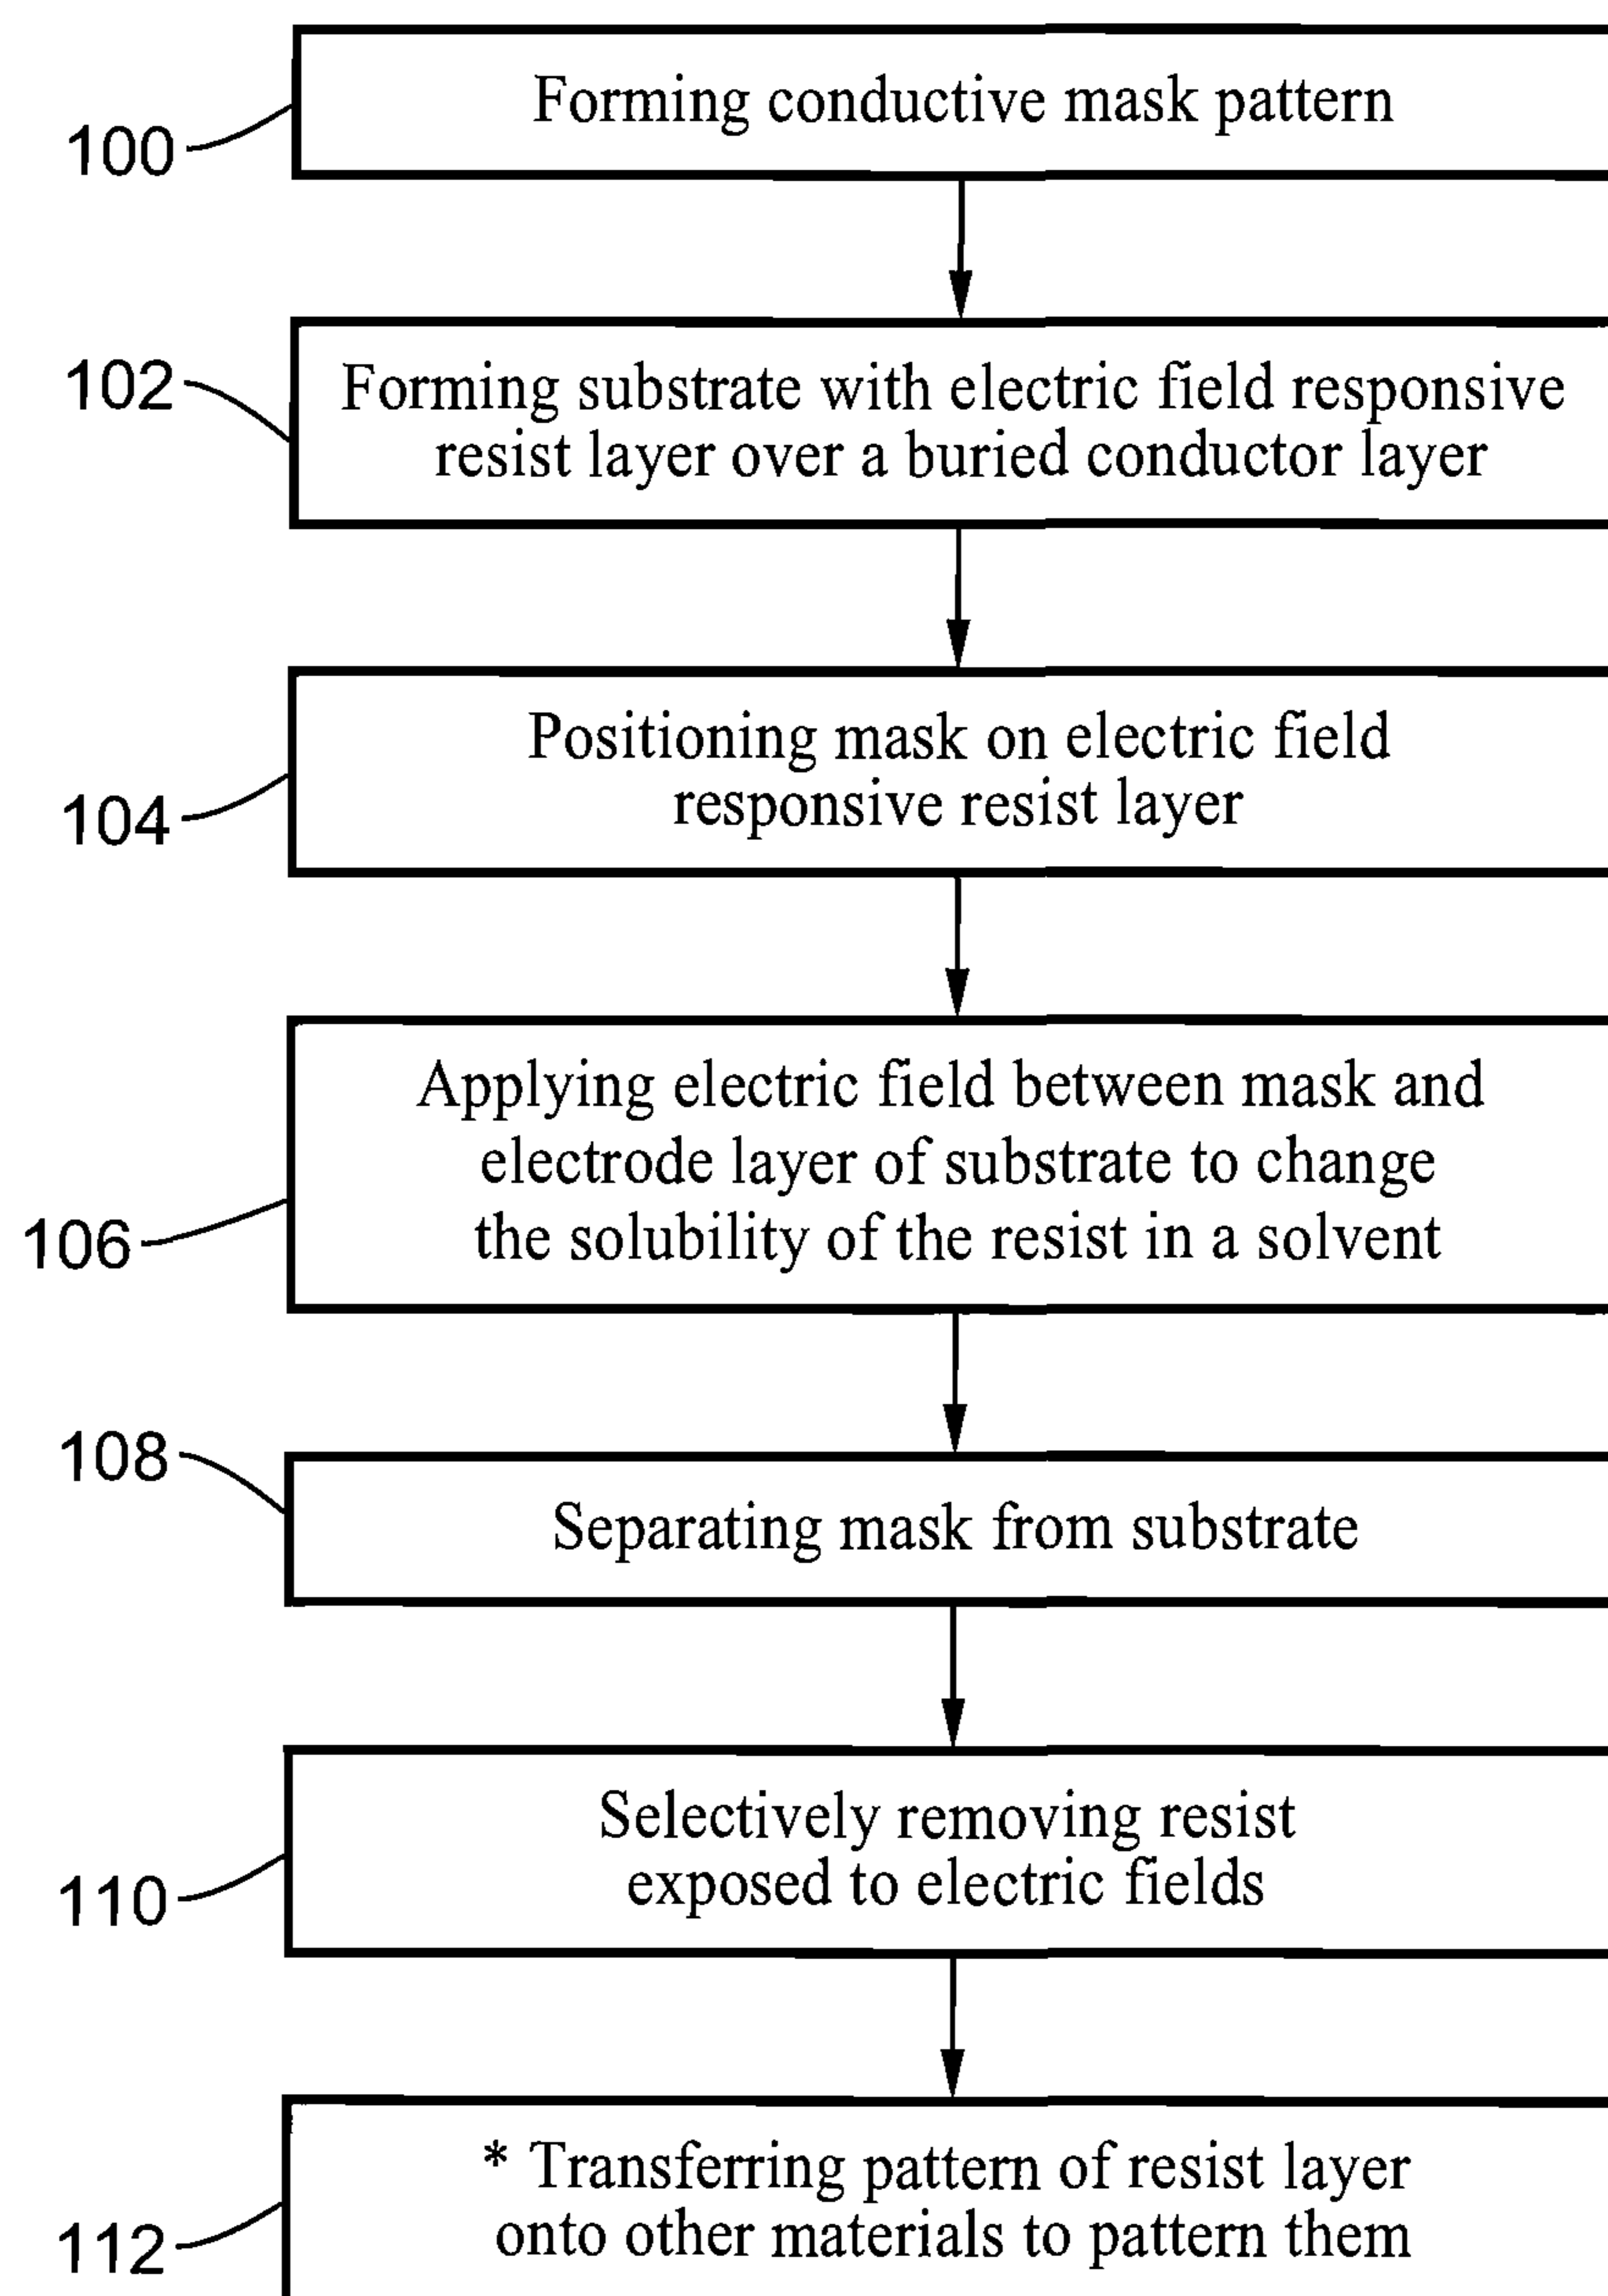 Forming conductive mask pattern
100
102
Forming substrate with electric field responsive
resist layer over a buried conductor layer
Positioning mask on electric field
responsive resist layer
104
Applying electric field between mask and
electrode layer of substrate to change
the solubility of the resist in a solvent
106
108
Separating mask from substrate
Selectively removing resist
exposed to electric fields
110
* Transferring pattern of resist layer
onto other materials to pattern them
112